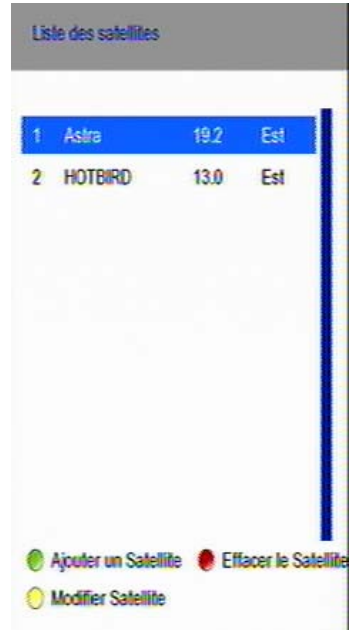 Liste des satellites
1 Astra 19.2 Est
2 HOTBIRD 13.0 Est
Ajouter un Satellite Effacer le Satellite
Modifier Satellite